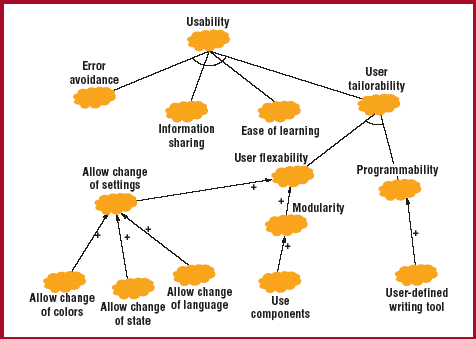 Usability
Error
avoidance
User
tailorability
Information
sharing
Ease of learning
User flexability
Allow change
of settings
Programmability
+
+
Modularity
+
+
+
+
+
Allow change
of colors
Allow change
of state
Allow change
of language
Use
components
User-defined
writing tool